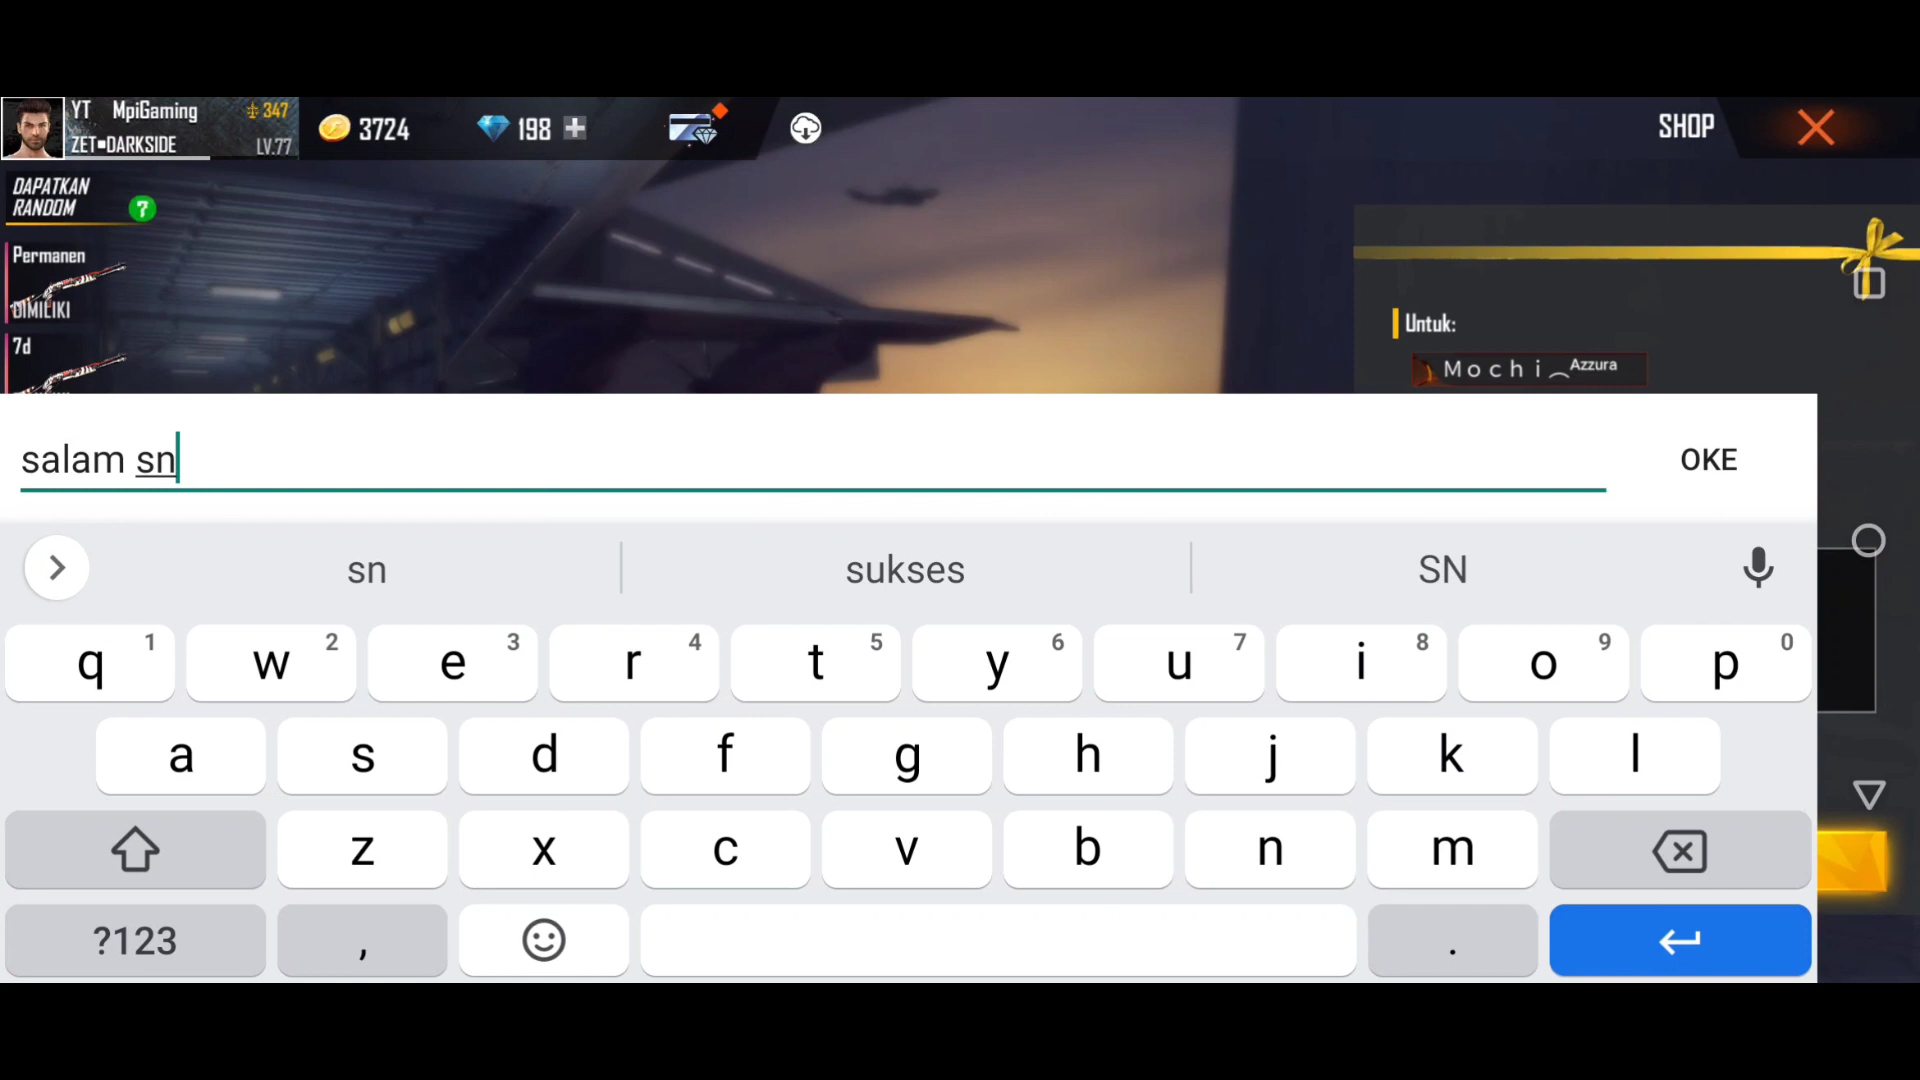 YT MpiGaming 347
ZET▪DARKSIDE LV.77
3724
198
SHOP
DAPATKAN
RANDOM ?
Permanen
DIMILIKI
7d
Untuk:
Mochi︵Azzura
salam sn
OKE
sn sukses SN
q 1 w 2 e 3 r 4 t 5 y 6 u 7 i 8 o 9 p 0
a s d f g h j k l
z x c v b n m
?123 , .